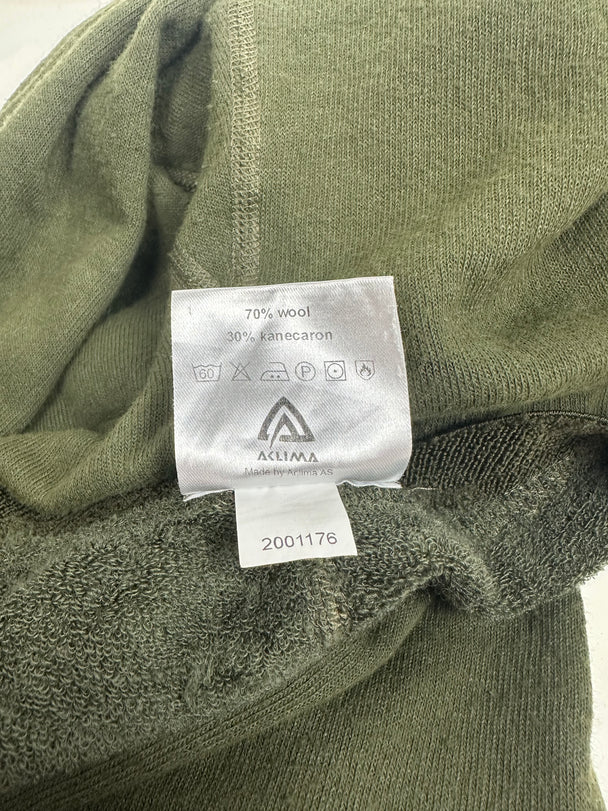 70% wool
30% kanecaron
60 P
ACLIMA
Made by Aclima AS
2001176